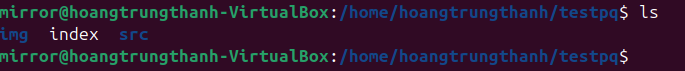 mirror@hoangtrungthanh-VirtualBox:/home/hoangtrungthanh/testpq$ ls
img  index  src
mirror@hoangtrungthanh-VirtualBox:/home/hoangtrungthanh/testpq$